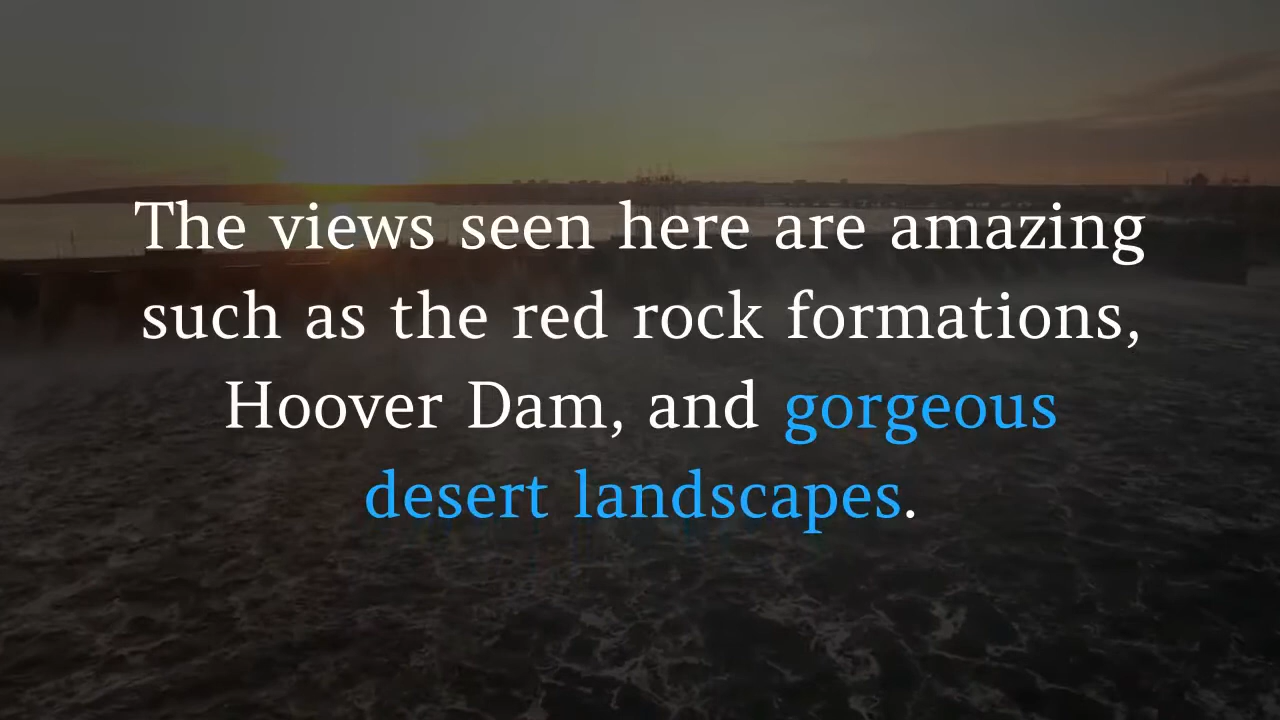 The views seen here are amazing
such as the red rock formations,
Hoover Dam, and gorgeous
desert landscapes.